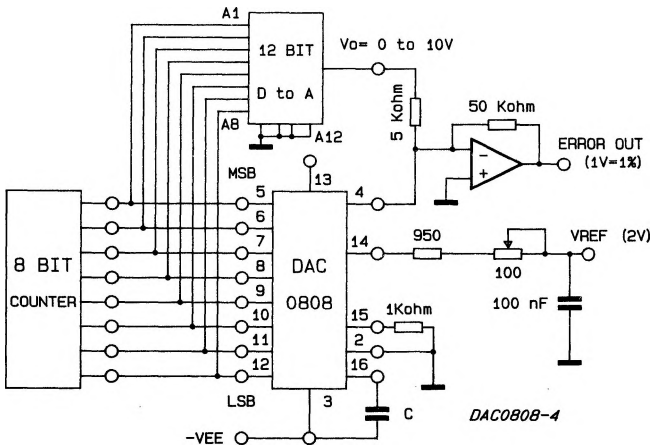 A1
12 BIT
D to A
A8
A12
Vo= 0 to 10V
5 Kohm
50 Kohm
-
+
ERROR OUT
(1V=1%)
MSB
13
8 BIT
COUNTER
5
6
7
8
9
10
11
12
LSB
DAC
0808
4
14
15
2
16
3
950
100
VREF (2V)
100 nF
1Kohm
C
-VEE
DAC0808-4